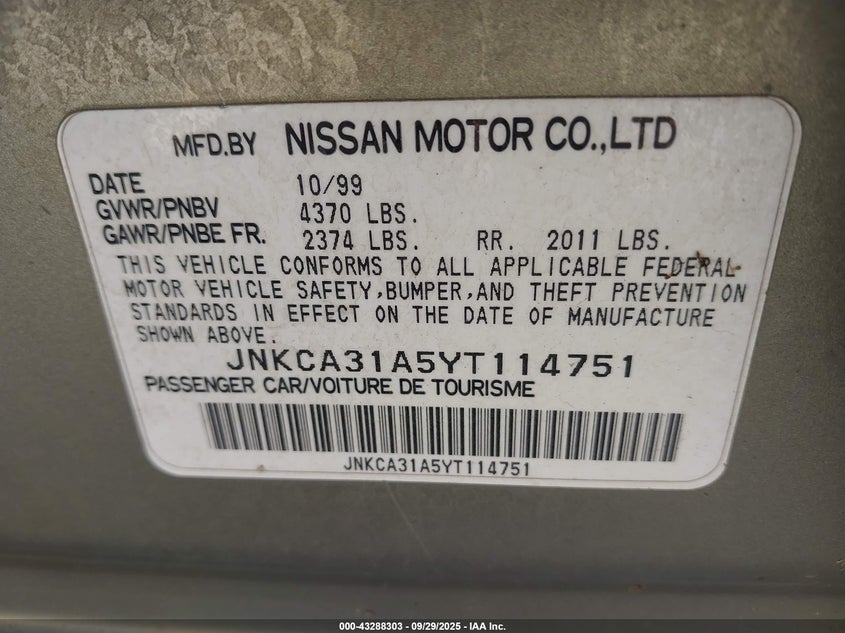 MFD.BY NISSAN MOTOR CO.,LTD
DATE 10/99
GVWR/PNBV 4370 LBS.
GAWR/PNBE FR. 2374 LBS. RR. 2011 LBS.
THIS VEHICLE CONFORMS TO ALL APPLICABLE FEDERAL
MOTOR VEHICLE SAFETY,BUMPER,AND THEFT PREVENTION
STANDARDS IN EFFECT ON THE DATE OF MANUFACTURE
SHOWN ABOVE.
JNKCA31A5YT114751
PASSENGER CAR/VOITURE DE TOURISME
JNKCA31A5YT114751
000-43288303 - 09/29/2025 - IAA Inc.